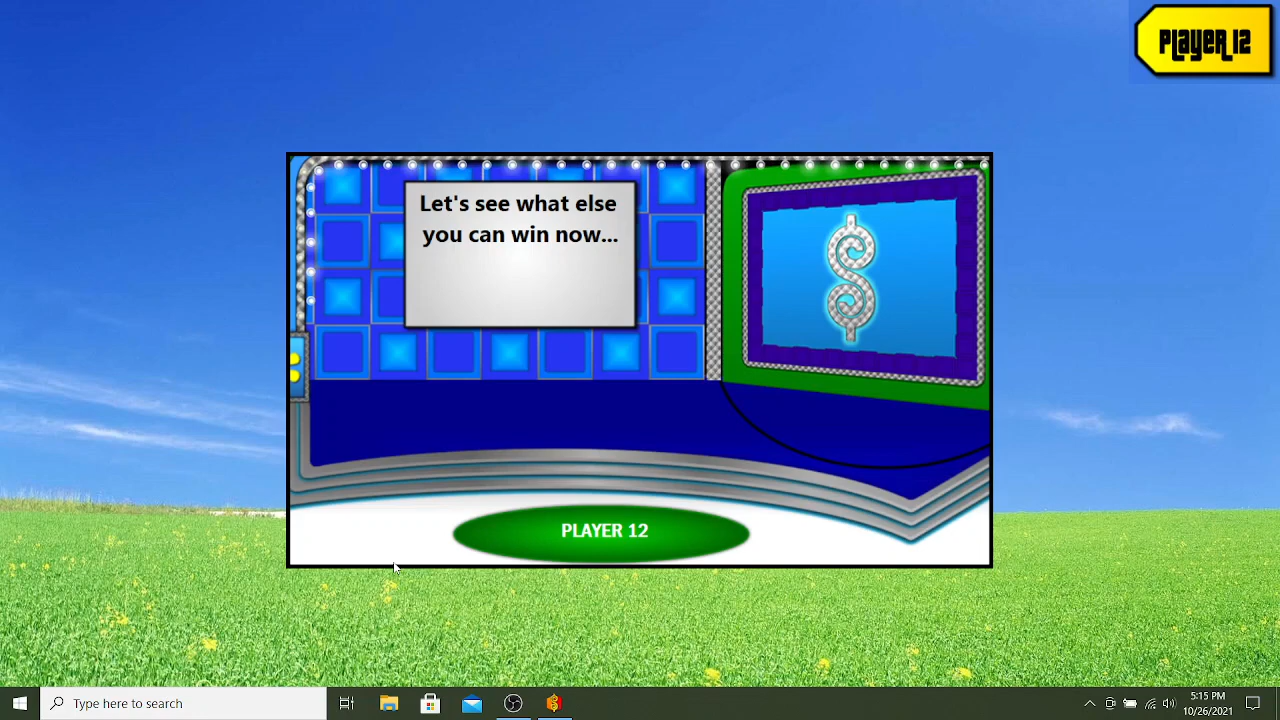 Player 12
Let's see what else
you can win now...
$
PLAYER 12
Type here to search
5:15 PM
10/26/2021